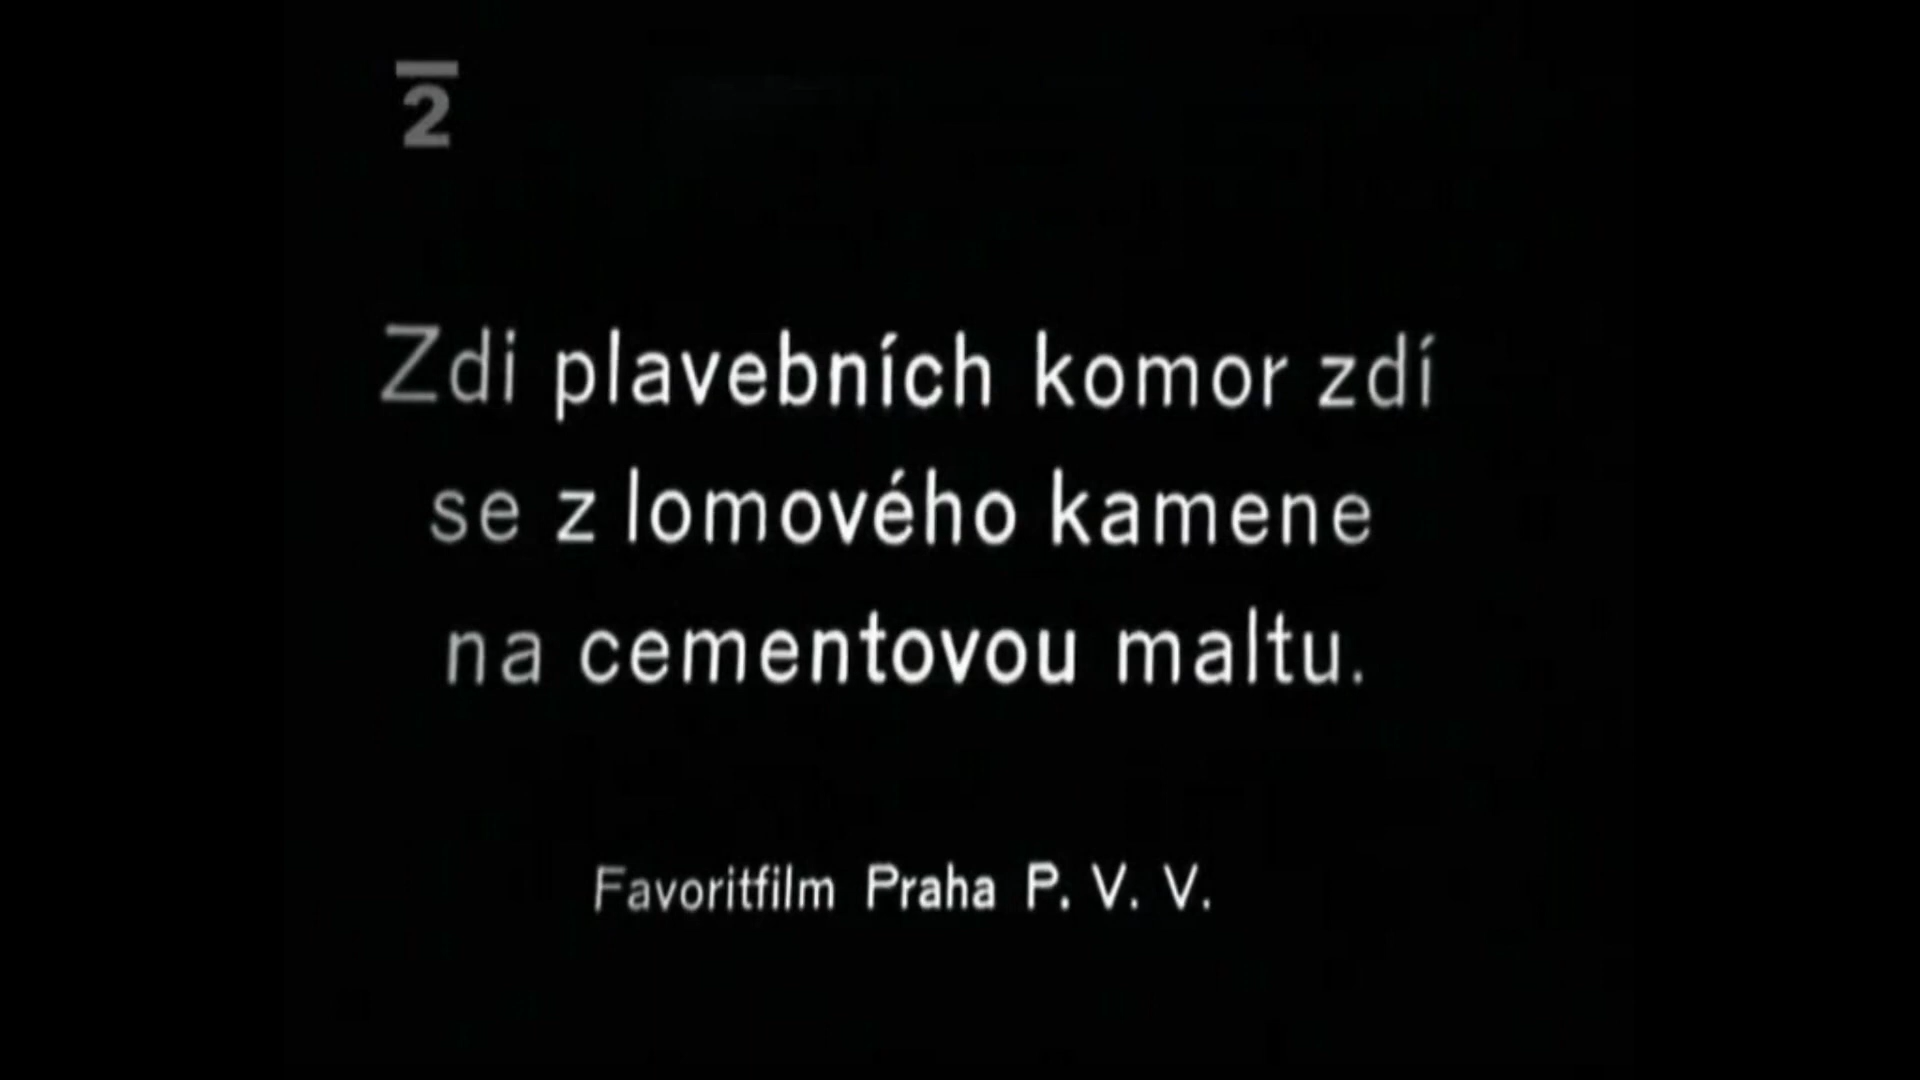 2
Zdi plavebních komor zdí
se z lomového kamene
na cementovou maltu.
Favoritfilm Praha P. V. V.